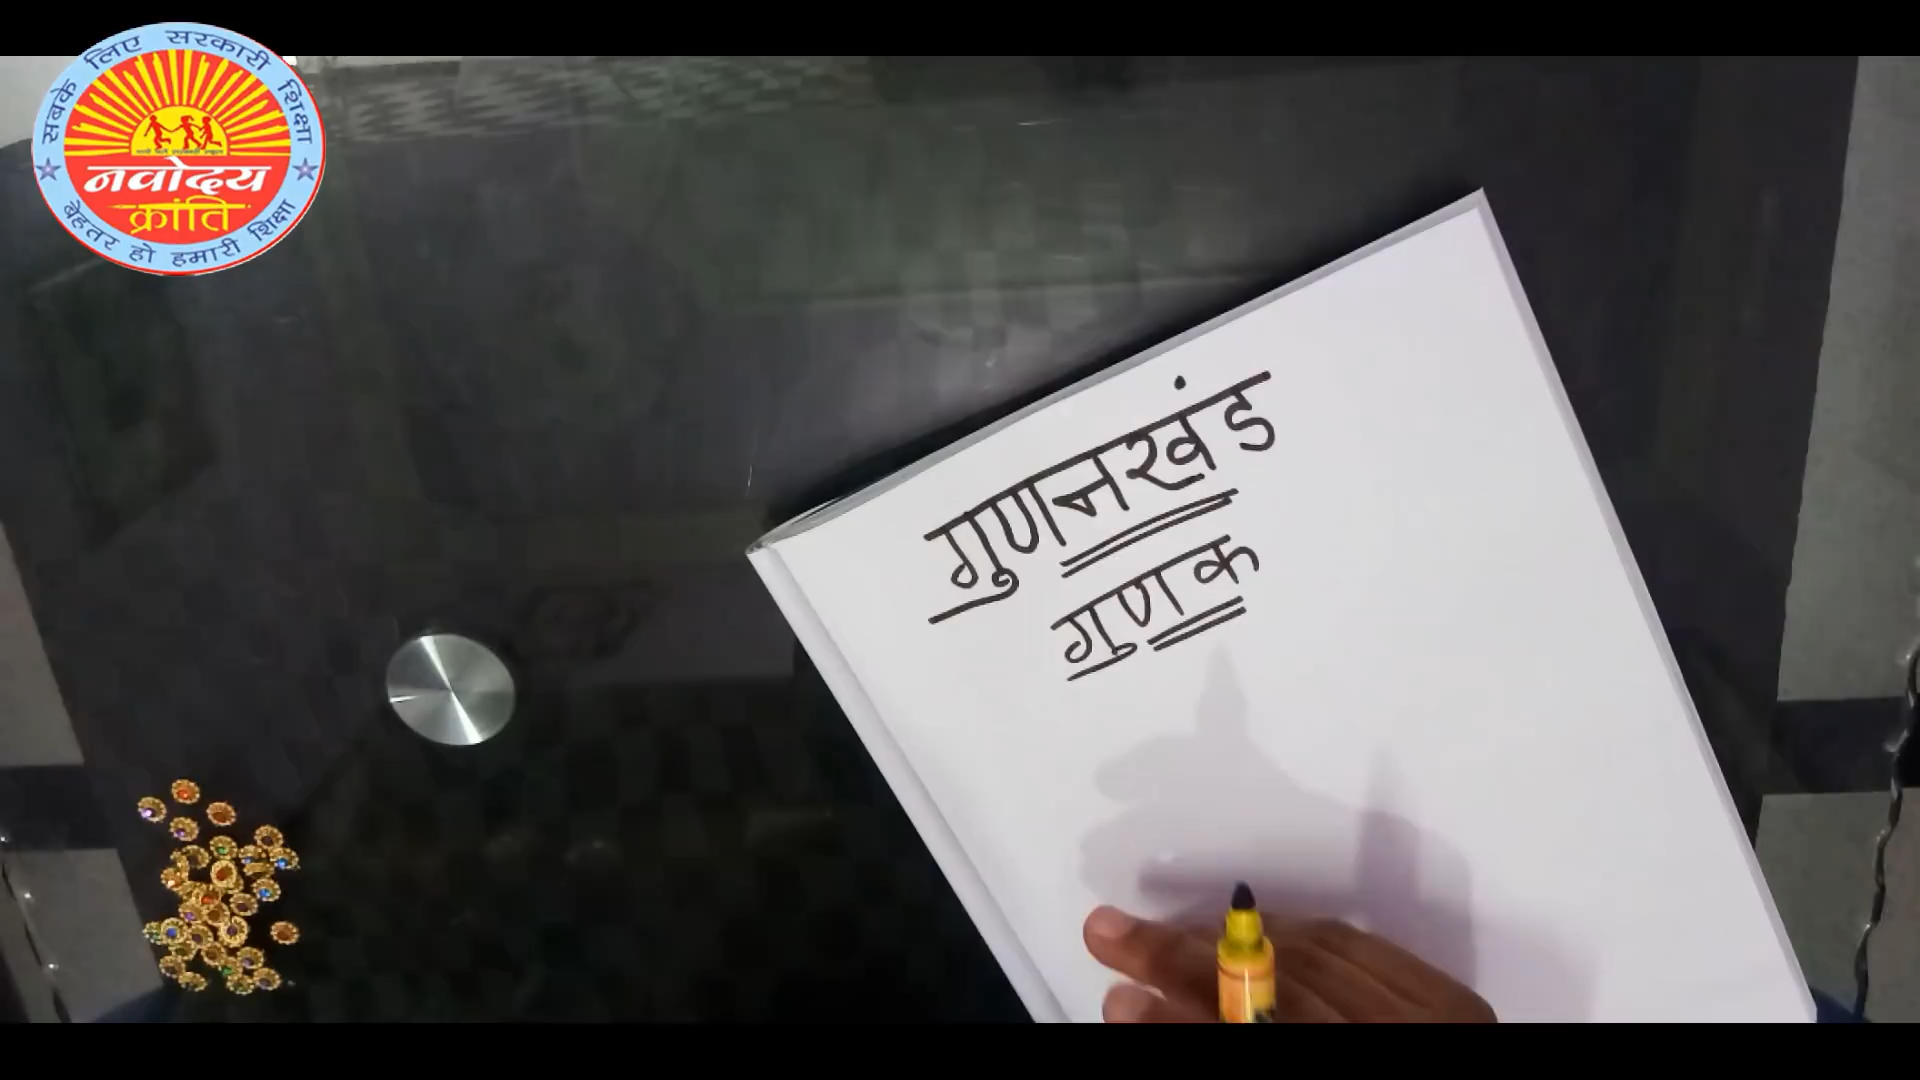 सबके लिए सरकारी शिक्षा
नवोदय
क्रांति
बेहतर हो हमारी शिक्षा
गुणनखंड
गुणक